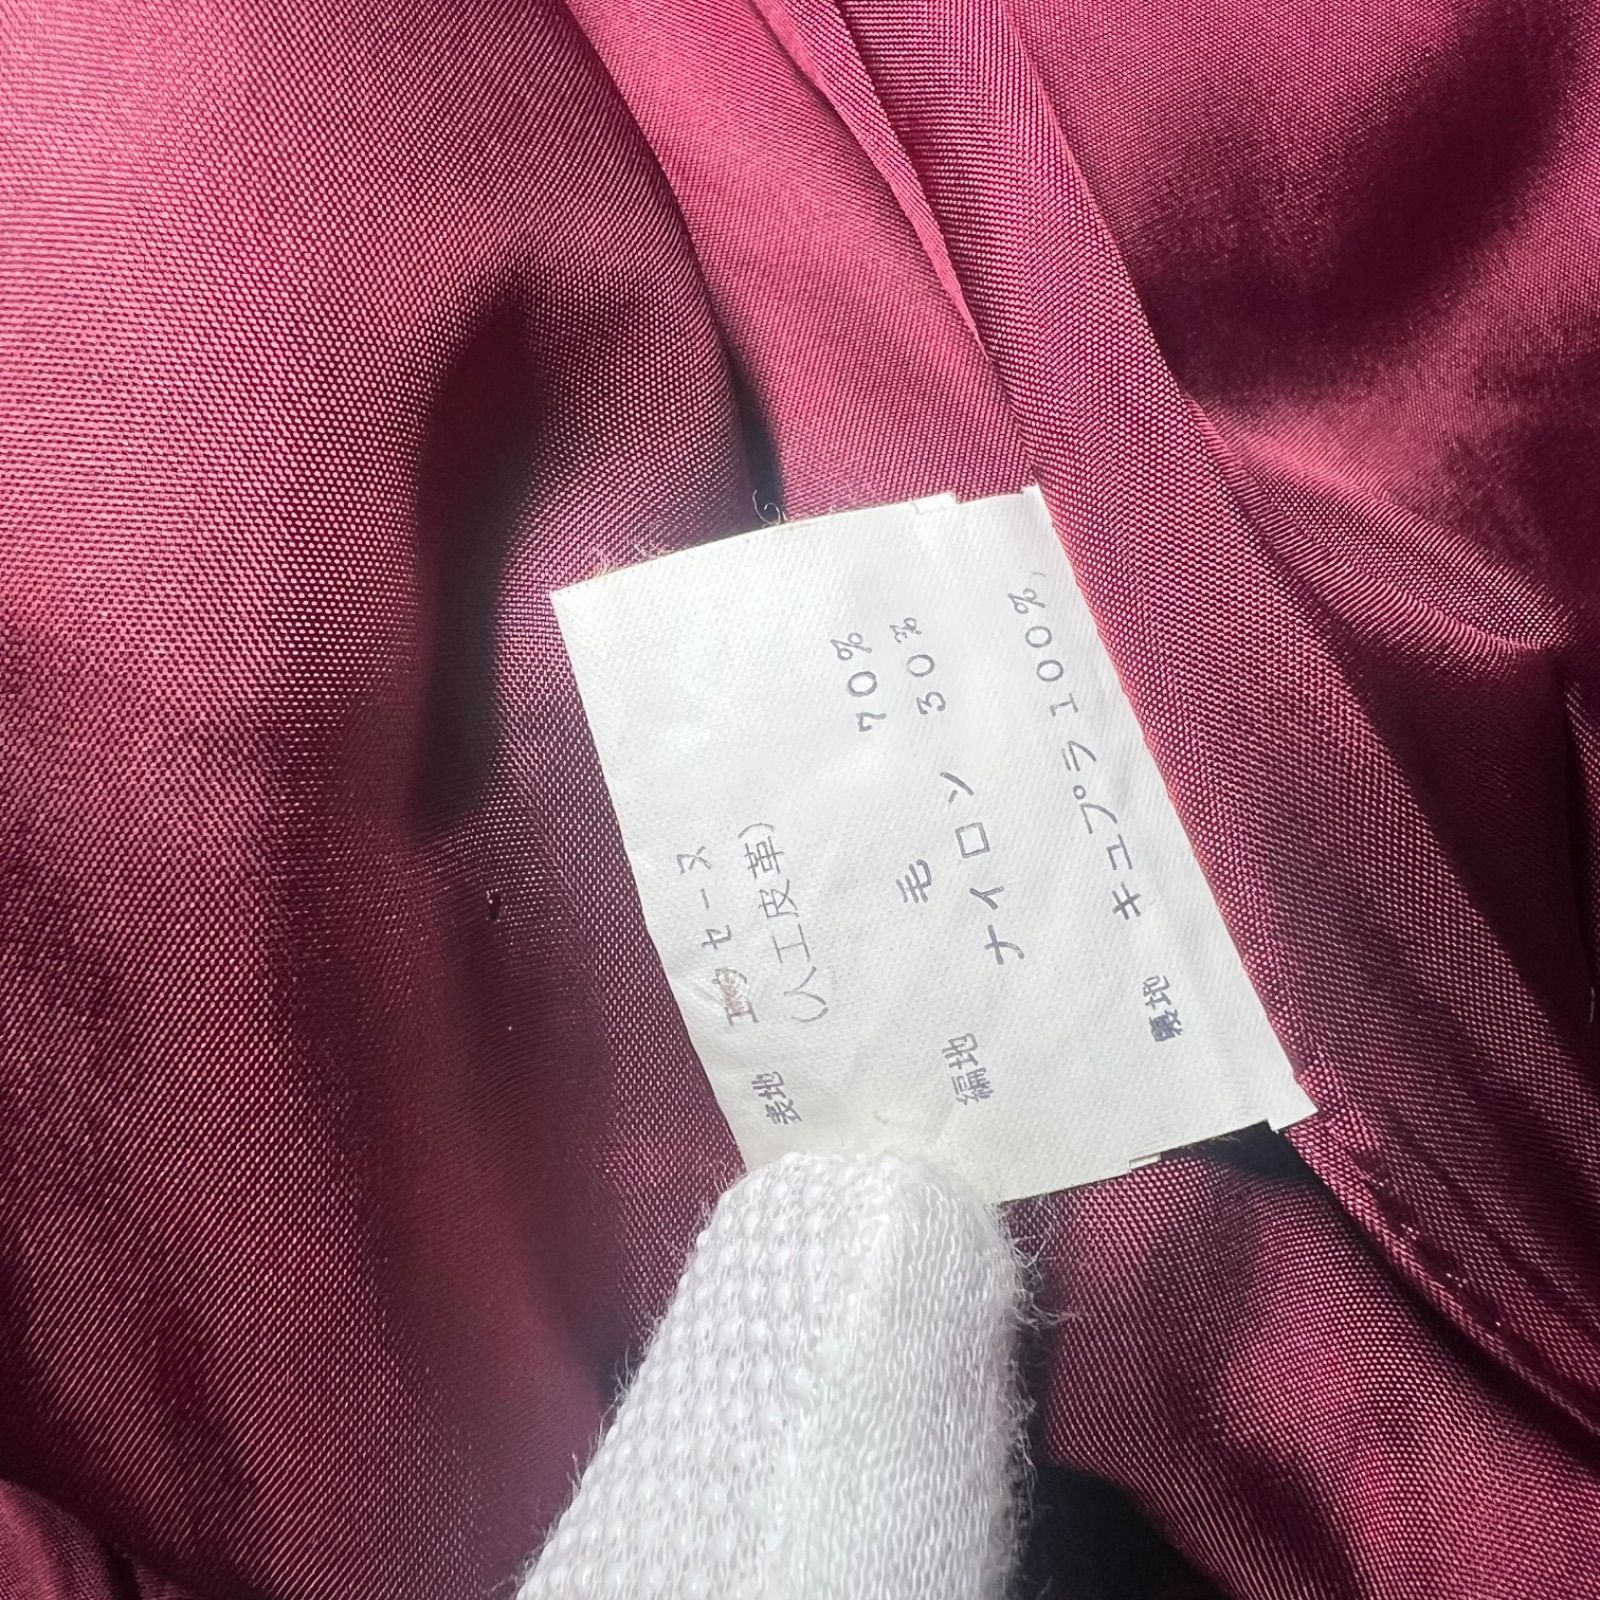 表地 エクセーヌ
(人工皮革)
編地 毛 70%
ナイロン 30%
裏地 キュプラ 100%